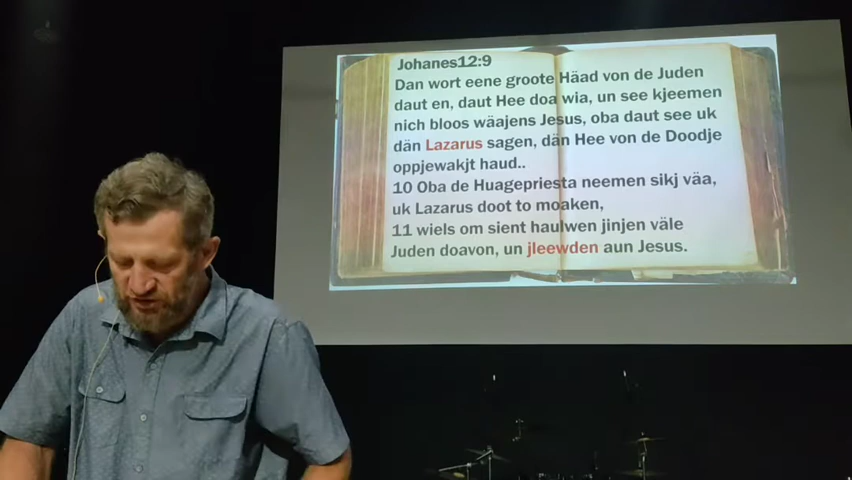 Johanes12:9
Dan wort eene groote Häad von de Juden
daut en, daut Hee doa wia, un see kjeemen
nich bloos wäajens Jesus, oba daut see uk
dän Lazarus sagen, dän Hee von de Doodje
oppjewakjt haud..
10 Oba de Huagepriesta neemen sikj väa,
uk Lazarus doot to moaken,
11 wiels om sient haulwen jinjen väle
Juden doavon, un jleewden aun Jesus.